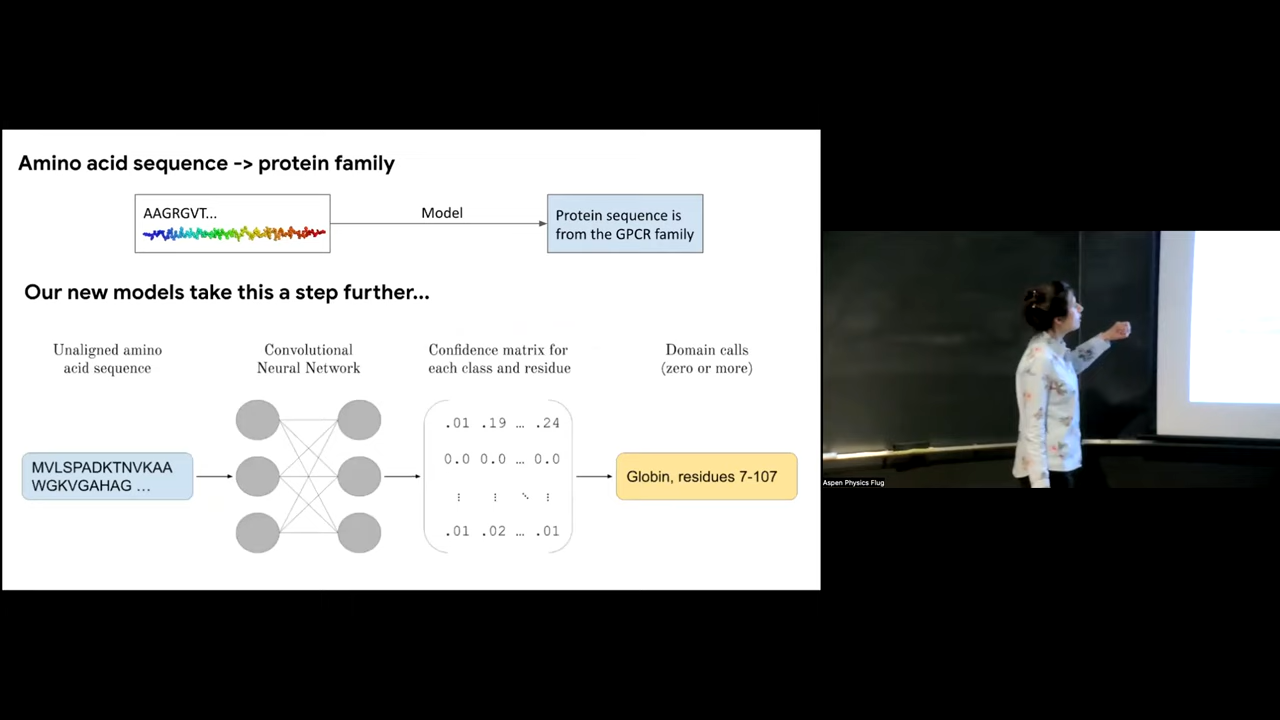 Amino acid sequence -> protein family
AAGRGVT...
Model
Protein sequence is
from the GPCR family
Our new models take this a step further...
Unaligned amino
acid sequence
Convolutional
Neural Network
Confidence matrix for
each class and residue
Domain calls
(zero or more)
MVLSPADKTNVKAA
WGKVGAHAG ...
.01 .19 … .24
0.0 0.0 … 0.0
⋮ ⋮ ⋱ ⋮
.01 .02 … .01
Globin, residues 7-107
Aspen Physics Flug